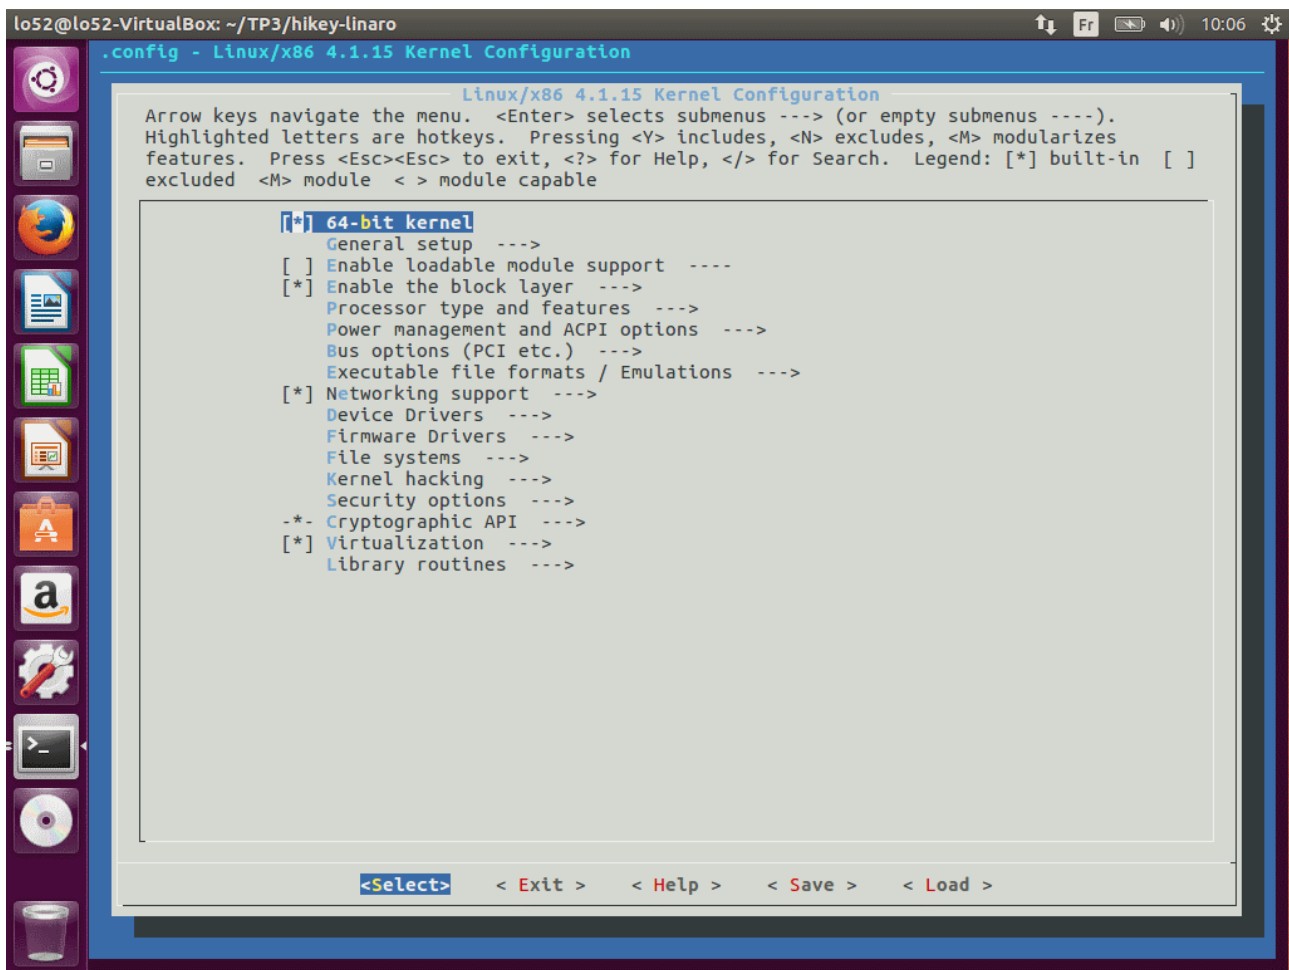 lo52@lo52-VirtualBox: ~/TP3/hikey-linaro Fr 10:06
.config - Linux/x86 4.1.15 Kernel Configuration
Linux/x86 4.1.15 Kernel Configuration
Arrow keys navigate the menu.  <Enter> selects submenus ---> (or empty submenus ----).
Highlighted letters are hotkeys.  Pressing <Y> includes, <N> excludes, <M> modularizes
features.  Press <Esc><Esc> to exit, <?> for Help, </> for Search.  Legend: [*] built-in  [ ]
excluded  <M> module  < > module capable
[*] 64-bit kernel
General setup  --->
[ ] Enable loadable module support  ----
[*] Enable the block layer  --->
Processor type and features  --->
Power management and ACPI options  --->
Bus options (PCI etc.)  --->
Executable file formats / Emulations  --->
[*] Networking support  --->
Device Drivers  --->
Firmware Drivers  --->
File systems  --->
Kernel hacking  --->
Security options  --->
-*- Cryptographic API  --->
[*] Virtualization  --->
Library routines  --->
<Select>    < Exit >    < Help >    < Save >    < Load >